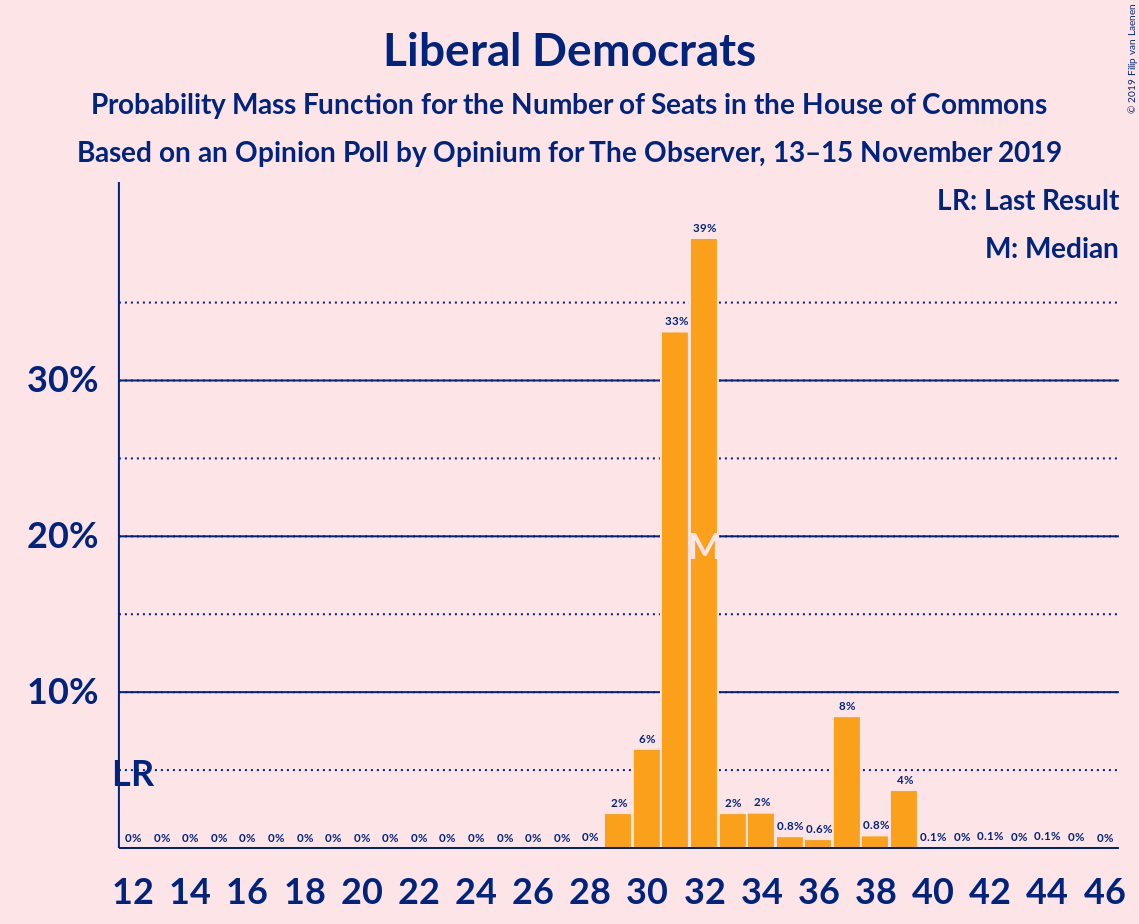 Liberal Democrats
Probability Mass Function for the Number of Seats in the House of Commons
Based on an Opinion Poll by Opinium for The Observer, 13–15 November 2019
© 2019 Filip van Laenen
LR: Last Result
M: Median
39%
33%
30%
20%
M
10%
8%
6%
LR
4%
2%
2%
2%
0% 0% 0% 0% 0% 0% 0% 0% 0% 0% 0% 0% 0% 0% 0% 0% 0% 0.8% 0.6% 0.8% 0.1% 0% 0.1% 0% 0.1% 0% 0%
12 14 16 18 20 22 24 26 28 30 32 34 36 38 40 42 44 46